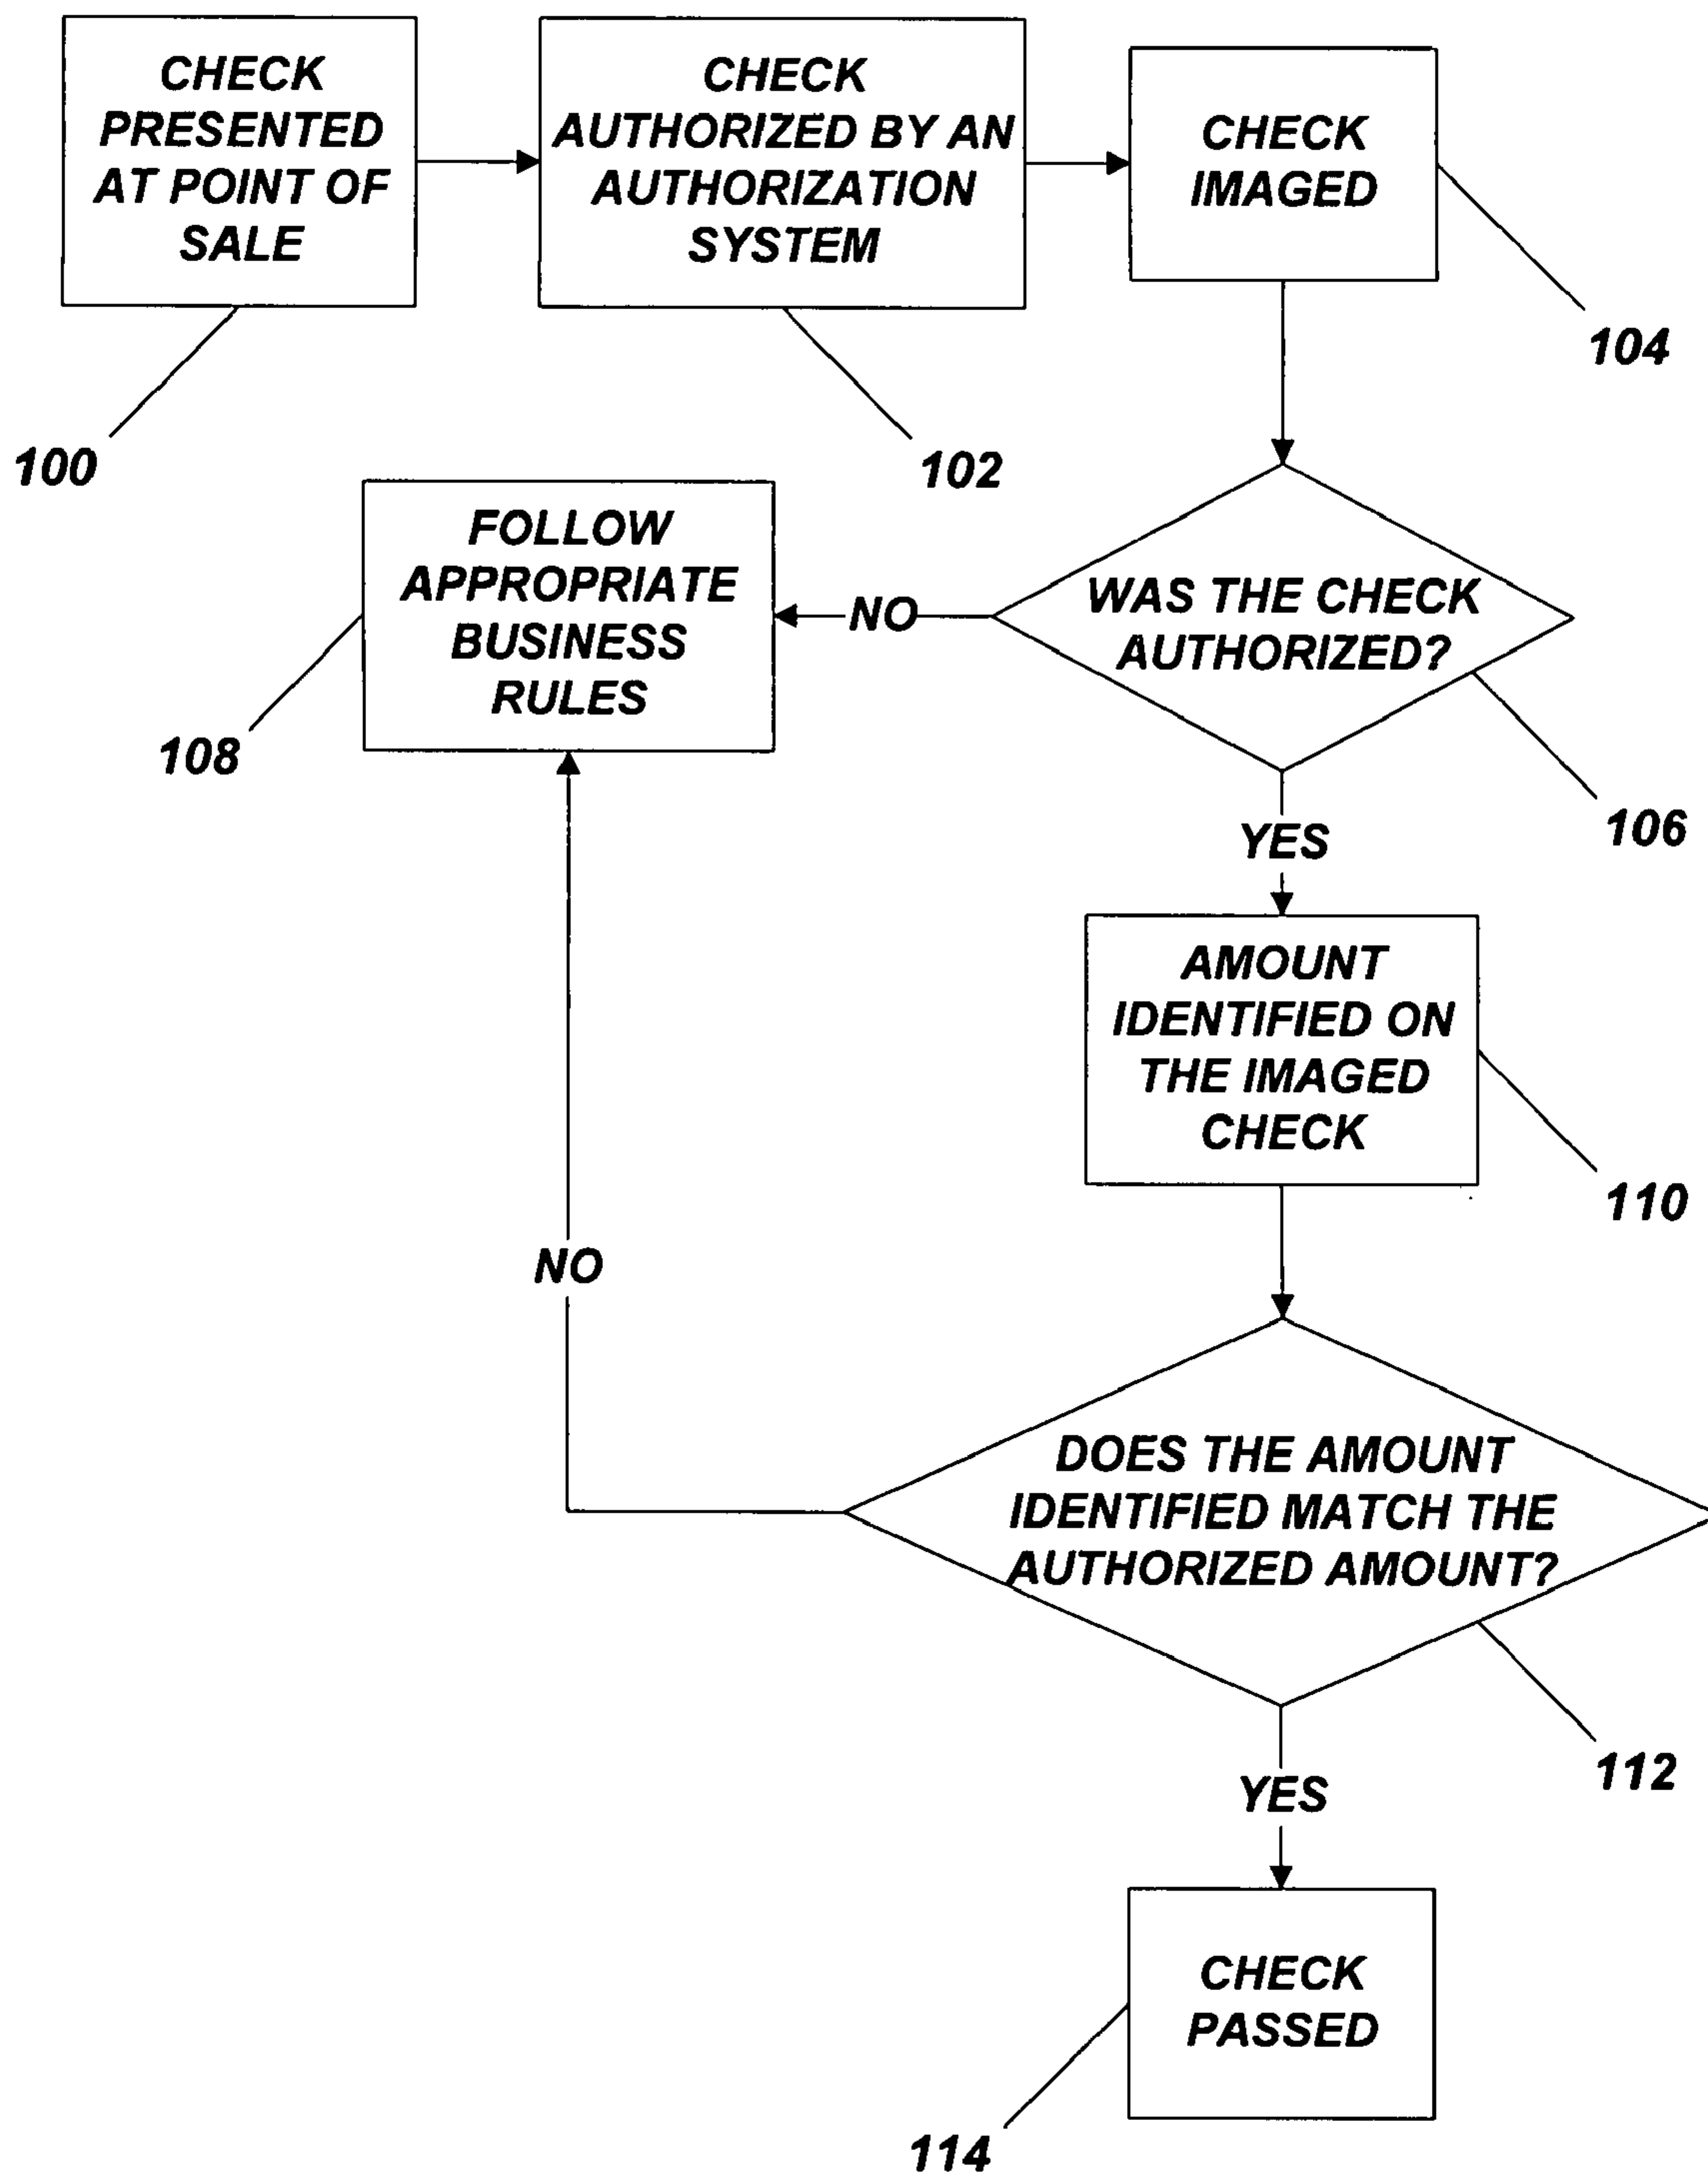 CHECK
PRESENTED
AT POINT OF
SALE
100
CHECK
AUTHORIZED BY AN
AUTHORIZATION
SYSTEM
102
CHECK
IMAGED
104
WAS THE CHECK
AUTHORIZED?
106
NO
FOLLOW
APPROPRIATE
BUSINESS
RULES
108
YES
AMOUNT
IDENTIFIED ON
THE IMAGED
CHECK
110
DOES THE AMOUNT
IDENTIFIED MATCH THE
AUTHORIZED AMOUNT?
112
NO
YES
CHECK
PASSED
114